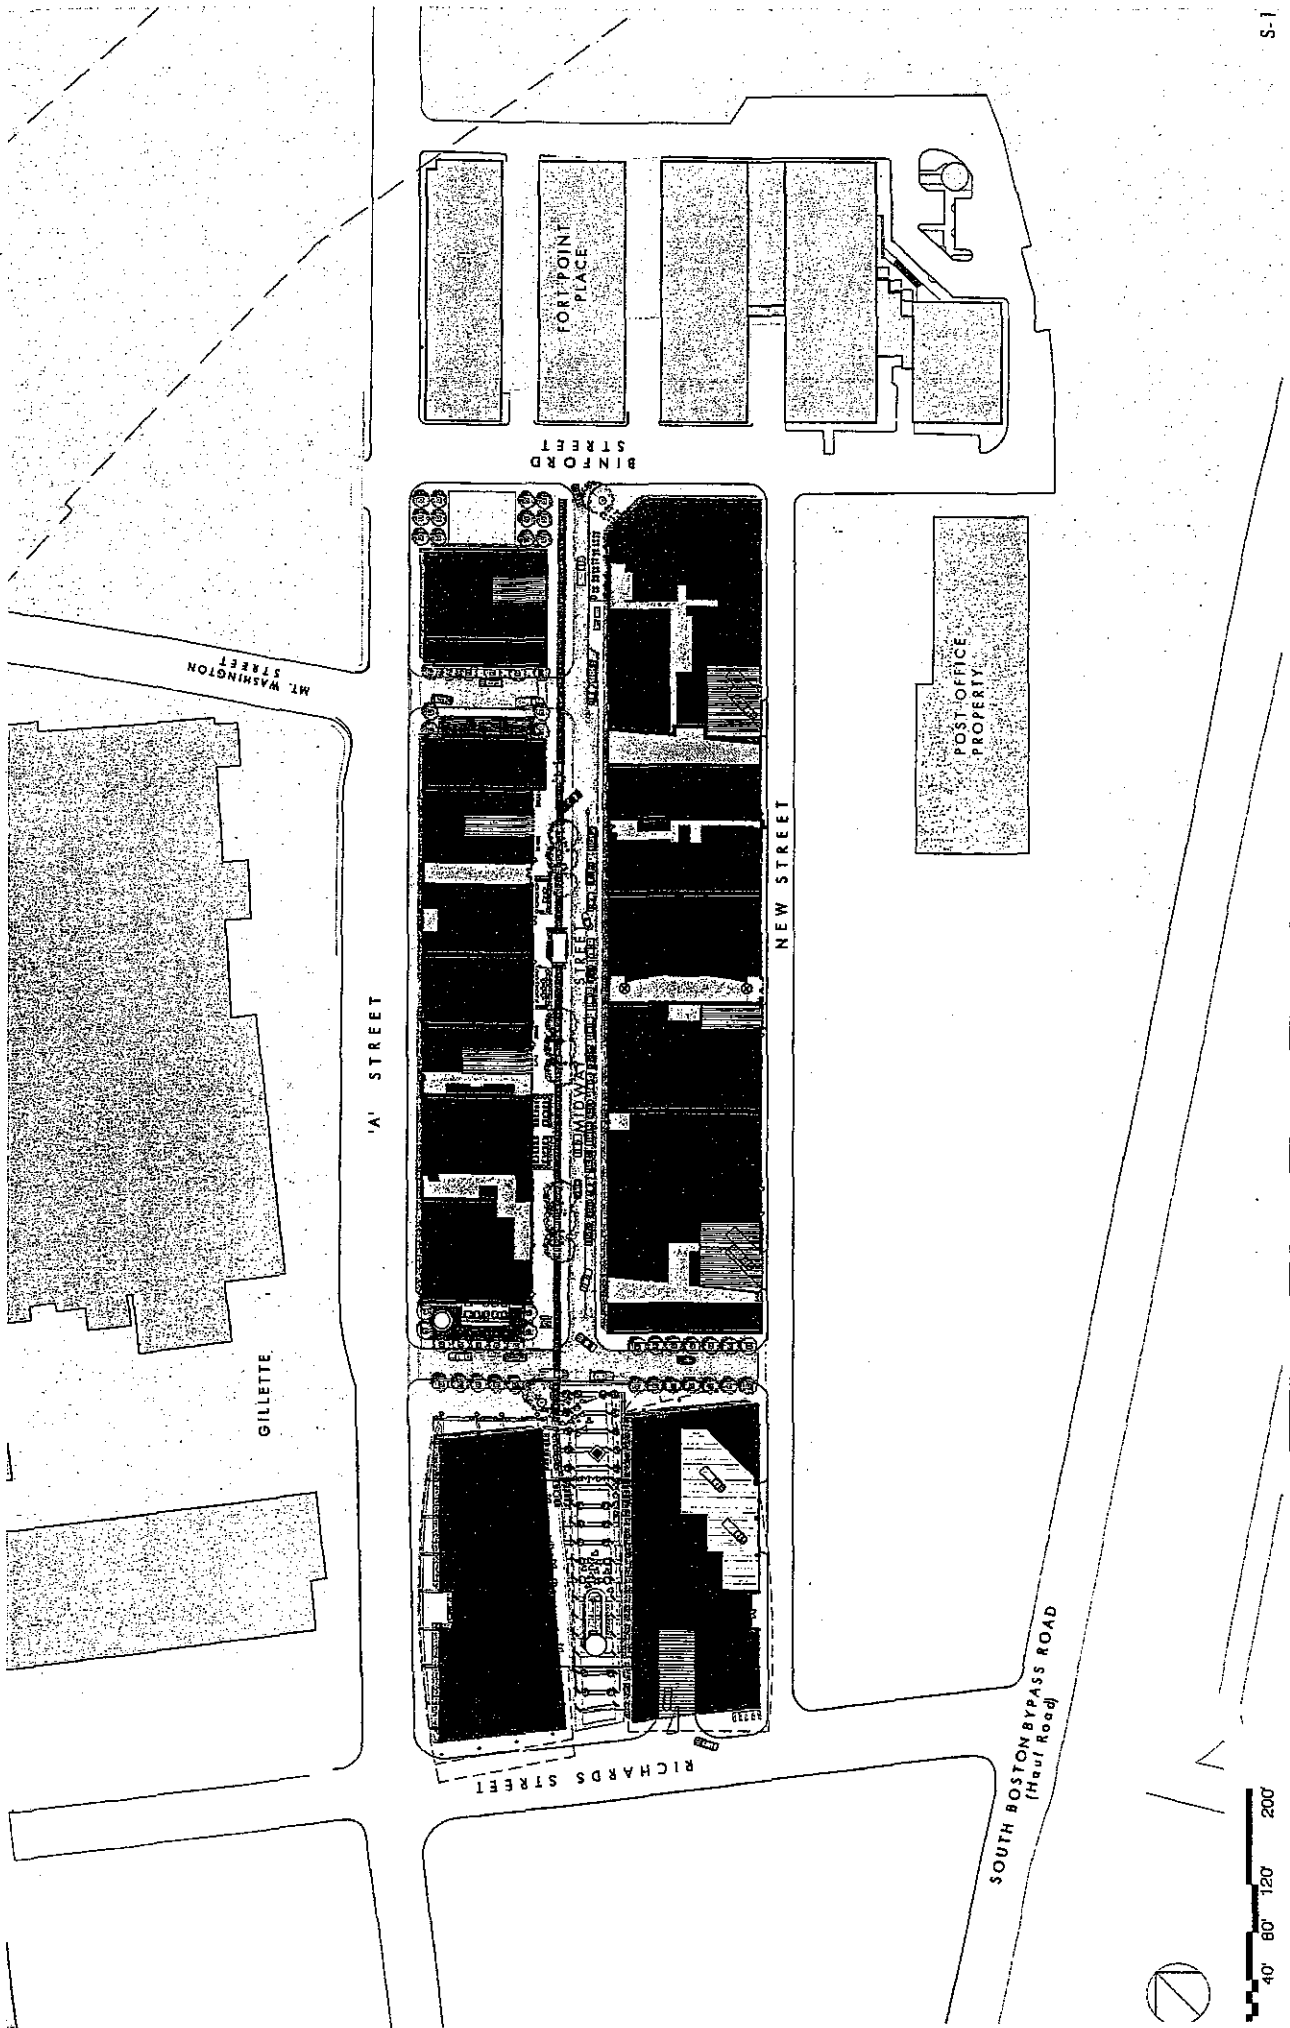 S-1
FORT POINT
PLACE
BINFORD
STREET
MT. WASHINGTON
STREET
POST OFFICE
PROPERTY
NEW STREET
'A' STREET
MIDWAY STREET
GILLETTE
RICHARDS STREET
SOUTH BOSTON BYPASS ROAD
(Haul Road)
40' 80' 120' 200'